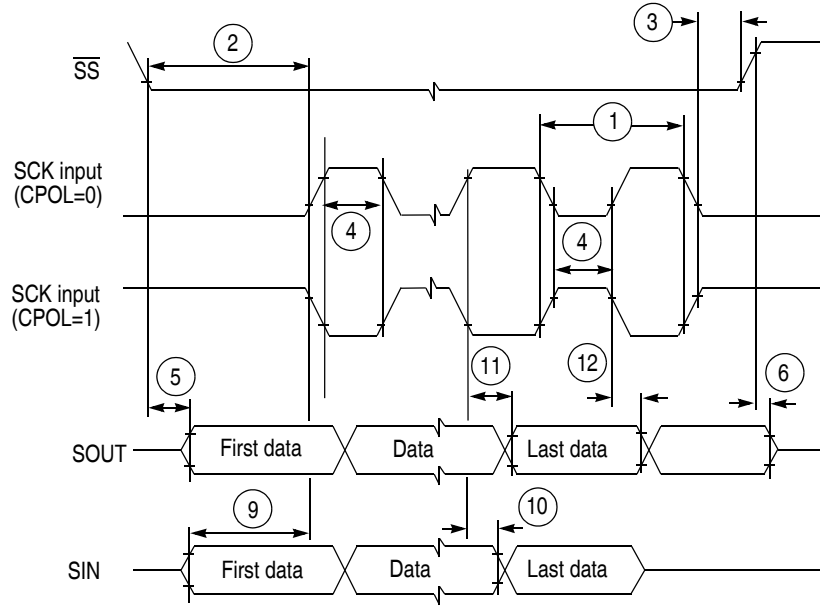 2
3
SS
1
SCK input
(CPOL=0)
4
4
SCK input
(CPOL=1)
11
12
5
6
SOUT
First data
Data
Last data
9
10
SIN
First data
Data
Last data